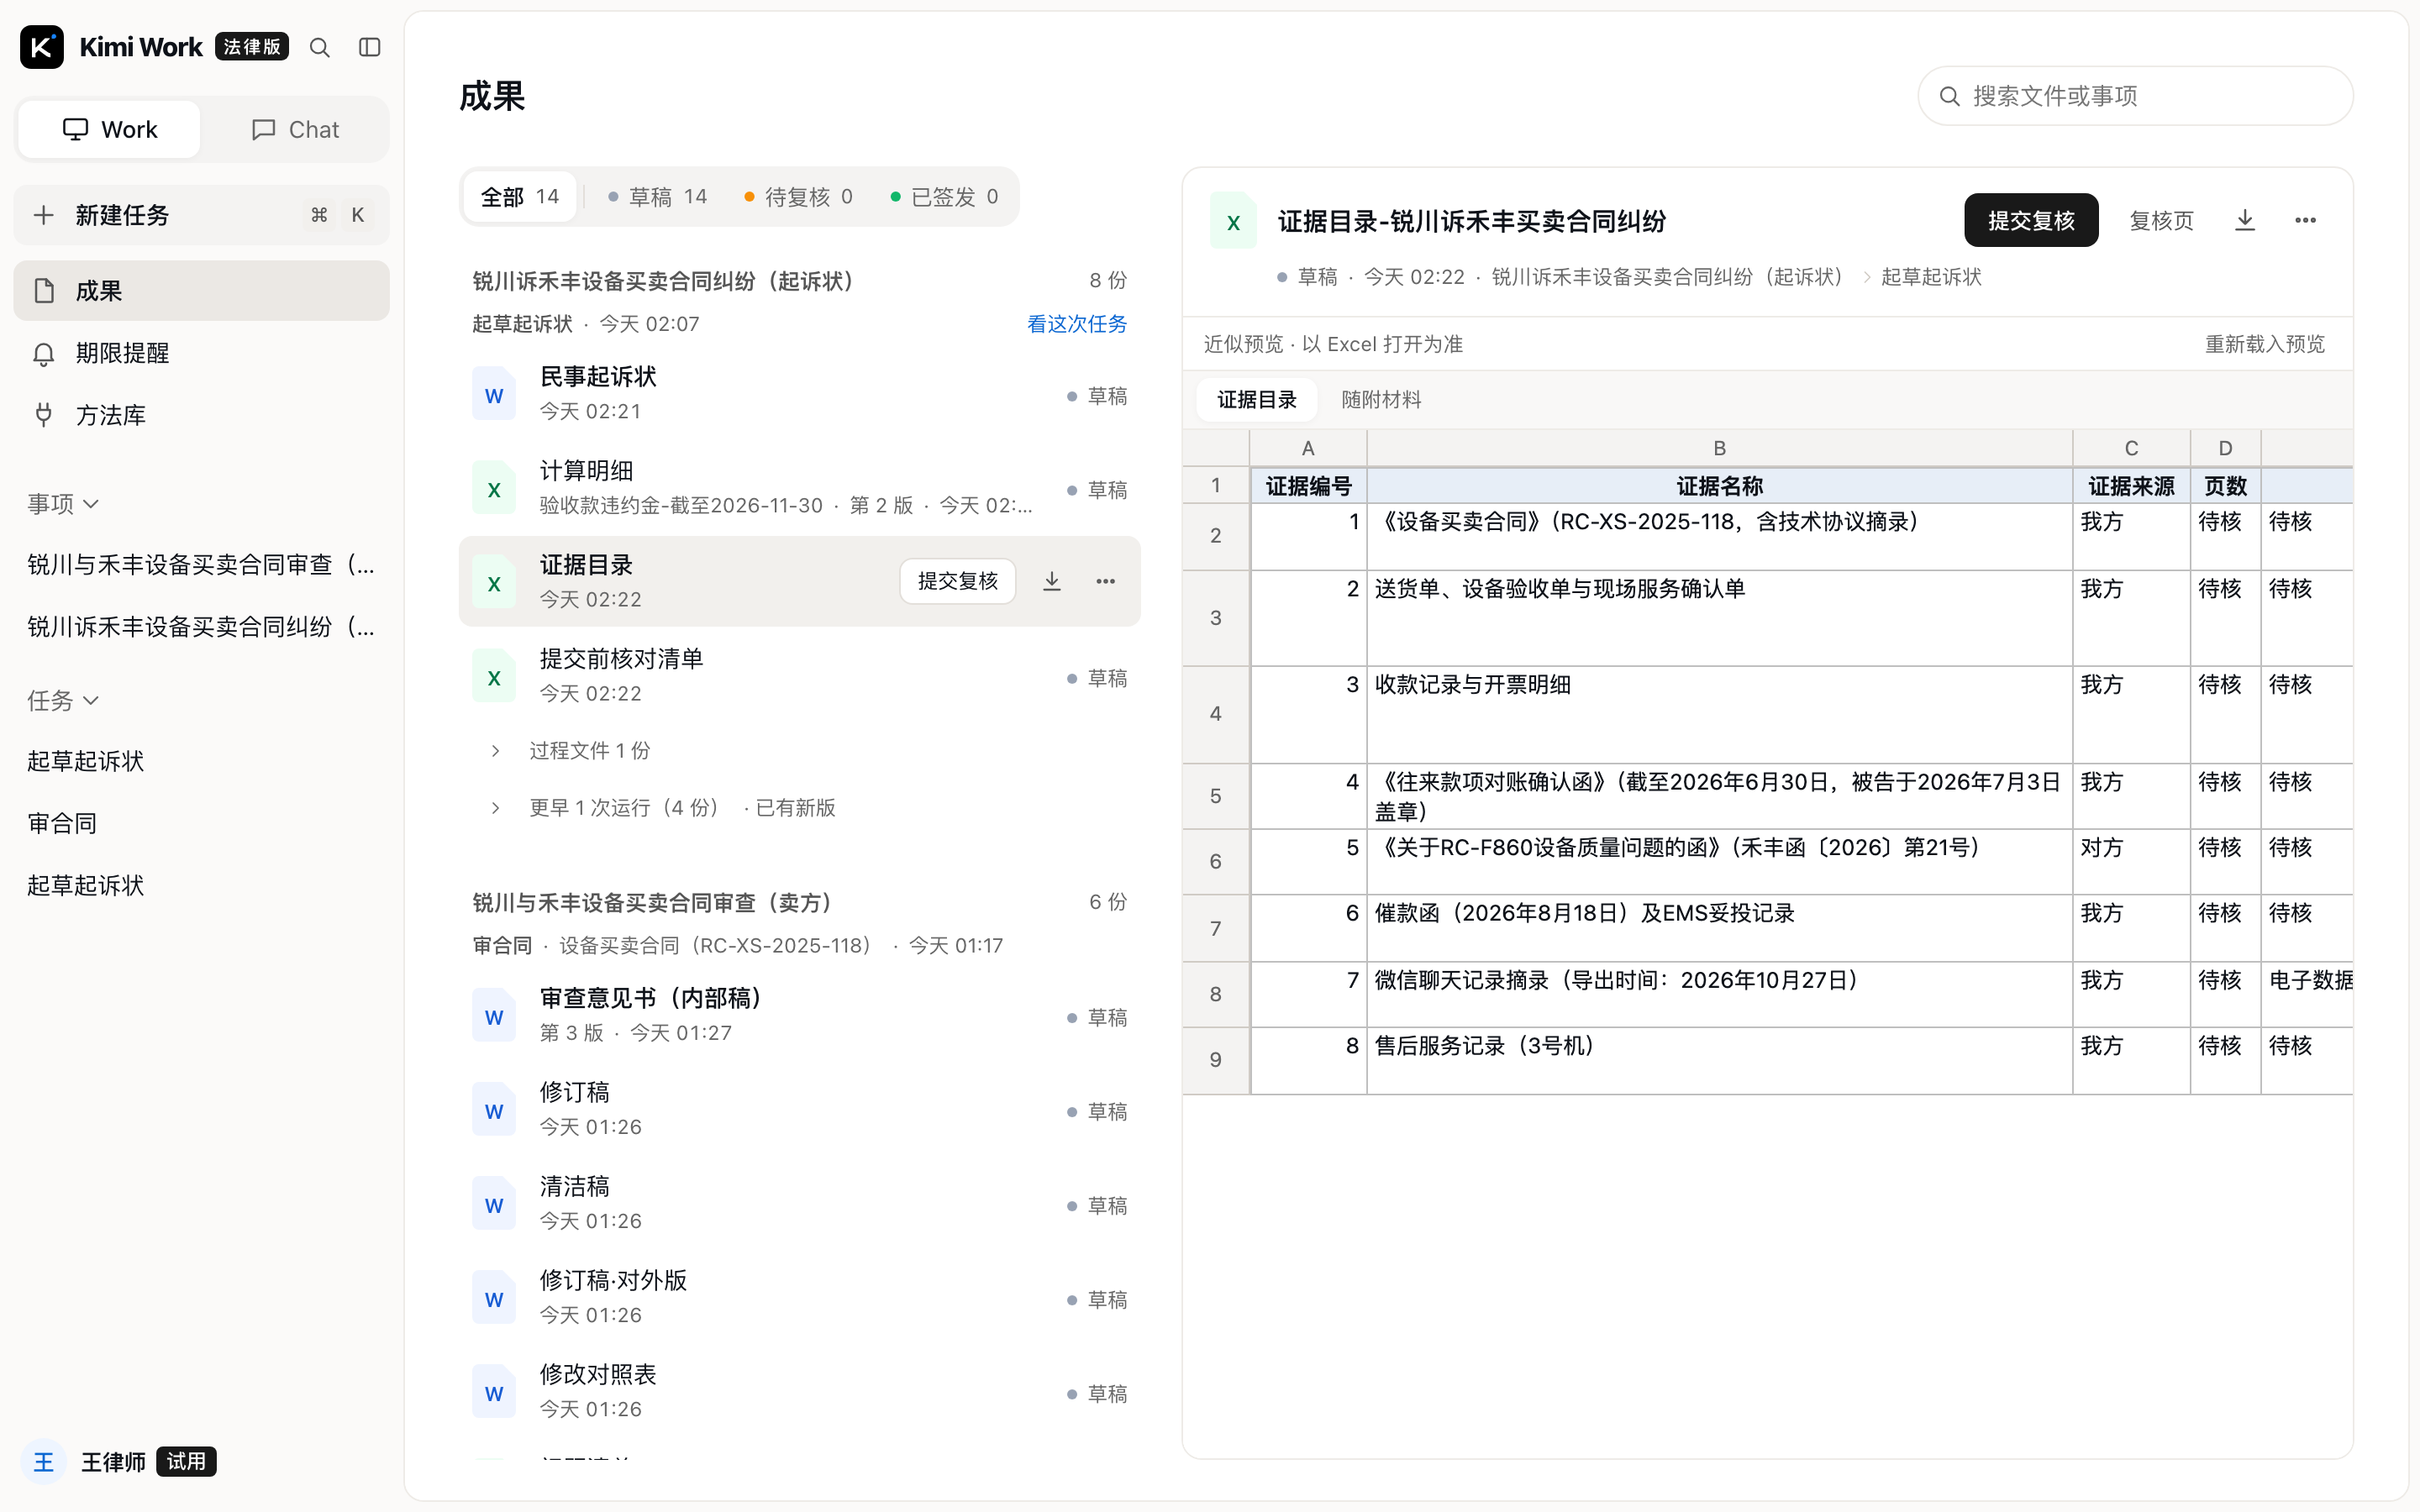 Kimi Work 法律版
Work
Chat
新建任务 ⌘ K
成果
期限提醒
方法库
事项
锐川与禾丰设备买卖合同审查（...
锐川诉禾丰设备买卖合同纠纷（...
任务
起草起诉状
审合同
起草起诉状
王 王律师 试用
成果
搜索文件或事项
全部 14 草稿 14 待复核 0 已签发 0
锐川诉禾丰设备买卖合同纠纷（起诉状） 8 份
起草起诉状 · 今天 02:07 看这次任务
W 民事起诉状
今天 02:21
草稿
X 计算明细
验收款违约金-截至2026-11-30 · 第 2 版 · 今天 02:...
草稿
X 证据目录
今天 02:22
提交复核
X 提交前核对清单
今天 02:22
草稿
过程文件 1 份
更早 1 次运行（4 份） · 已有新版
锐川与禾丰设备买卖合同审查（卖方） 6 份
审合同 · 设备买卖合同（RC-XS-2025-118） · 今天 01:17
W 审查意见书（内部稿）
第 3 版 · 今天 01:27
草稿
W 修订稿
今天 01:26
草稿
W 清洁稿
今天 01:26
草稿
W 修订稿·对外版
今天 01:26
草稿
W 修改对照表
今天 01:26
草稿
X 证据目录-锐川诉禾丰买卖合同纠纷 提交复核 复核页
草稿 · 今天 02:22 · 锐川诉禾丰设备买卖合同纠纷（起诉状） 起草起诉状
近似预览 · 以 Excel 打开为准 重新载入预览
证据目录 随附材料
A B C D
1 证据编号 证据名称 证据来源 页数
2 1 《设备买卖合同》（RC-XS-2025-118，含技术协议摘录） 我方 待核 待核
3 2 送货单、设备验收单与现场服务确认单 我方 待核 待核
4 3 收款记录与开票明细 我方 待核 待核
5 4 《往来款项对账确认函》（截至2026年6月30日，被告于2026年7月3日 我方 待核 待核
盖章）
6 5 《关于RC-F860设备质量问题的函》（禾丰函〔2026〕第21号） 对方 待核 待核
7 6 催款函（2026年8月18日）及EMS妥投记录 我方 待核 待核
8 7 微信聊天记录摘录（导出时间：2026年10月27日） 我方 待核 电子数据
9 8 售后服务记录（3号机） 我方 待核 待核